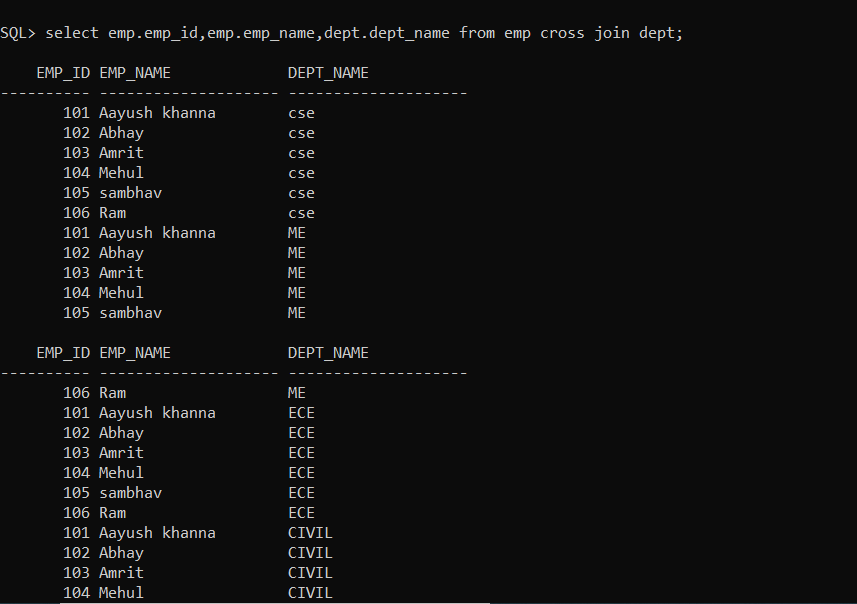 SQL> select emp.emp_id,emp.emp_name,dept.dept_name from emp cross join dept;
    EMP_ID EMP_NAME             DEPT_NAME
---------- -------------------- --------------------
       101 Aayush khanna        cse
       102 Abhay                cse
       103 Amrit                cse
       104 Mehul                cse
       105 sambhav              cse
       106 Ram                  cse
       101 Aayush khanna        ME
       102 Abhay                ME
       103 Amrit                ME
       104 Mehul                ME
       105 sambhav              ME
    EMP_ID EMP_NAME             DEPT_NAME
---------- -------------------- --------------------
       106 Ram                  ME
       101 Aayush khanna        ECE
       102 Abhay                ECE
       103 Amrit                ECE
       104 Mehul                ECE
       105 sambhav              ECE
       106 Ram                  ECE
       101 Aayush khanna        CIVIL
       102 Abhay                CIVIL
       103 Amrit                CIVIL
       104 Mehul                CIVIL